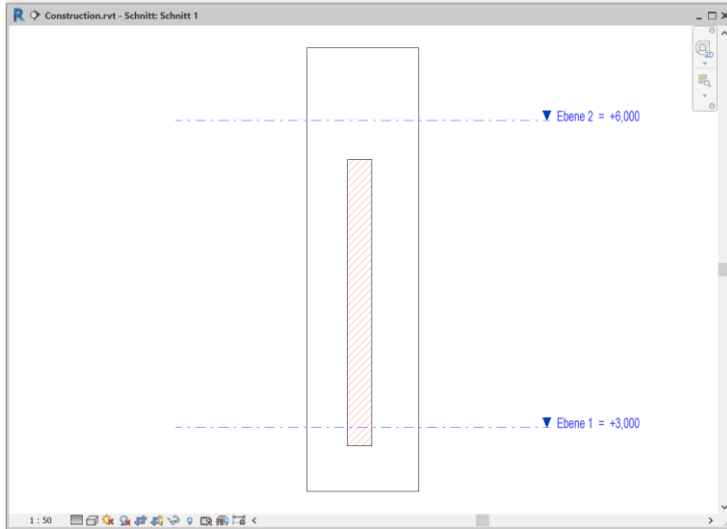 Construction.rvt - Schnitt: Schnitt 1
Ebene 2 = +6,000
Ebene 1 = +3,000
1 : 50